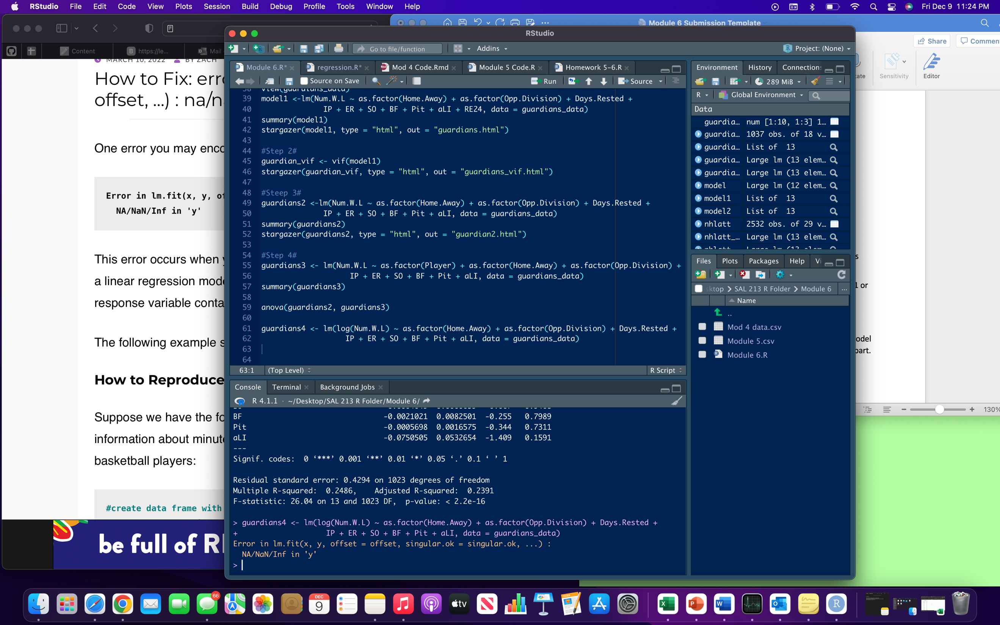 RStudio File Edit Code View Plots Session Build Debug Profile Tools Window Help
Fri Dec 9 11:24 PM
Module 6 Submission Template
Share
Sensitivity
Editor
Content
https://le...
Mail
MARCH 10, 2022 BY ZACH
How to Fix:
offset, ...) :
One error you may
Error in lm.fit(x, y,
NA/NaN/Inf in 'y'
This error occurs when
a linear regression
response variable
The following example
How to Reproduce
Suppose we have the
information about
basketball players:
#create data frame with
be full of
RStudio
Go to file/function
Addins
Project: (None)
Module 6.R*
regression.R*
Mod 4 Code.Rmd
Module 5 Code.R
Homework 5-6.R
Source on Save
Run
Source
38 view(guardians_data)
39 model1 <-lm(Num.W.L ~ as.factor(Home.Away) + as.factor(Opp.Division) + Days.Rested +
40 IP + ER + SO + BF + Pit + aLI + RE24, data = guardians_data)
41 summary(model1)
42 stargazer(model1, type = "html", out = "guardians.html")
43
44 #Step 2#
45 guardian_vif <- vif(model1)
46 stargazer(guardian_vif, type = "html", out = "guardians_vif.html")
47
48 #Steep 3#
49 guardians2 <-lm(Num.W.L ~ as.factor(Home.Away) + as.factor(Opp.Division) + Days.Rested +
50 IP + ER + SO + BF + Pit + aLI, data = guardians_data)
51 summary(guardians2)
52 stargazer(guardians2, type = "html", out = "guardian2.html")
53
54 #Step 4#
55 guardians3 <- lm(Num.W.L ~ as.factor(Player) + as.factor(Home.Away) + as.factor(Opp.Division) +
56 IP + ER + SO + BF + Pit + aLI, data = guardians_data)
57 summary(guardians3)
58
59 anova(guardians2, guardians3)
60
61 guardians4 <- lm(log(Num.W.L) ~ as.factor(Home.Away) + as.factor(Opp.Division) + Days.Rested +
62 IP + ER + SO + BF + Pit + aLI, data = guardians_data)
63
64
63:1 (Top Level) R Script
Console Terminal Background Jobs
R 4.1.1 · ~/Desktop/SAL 213 R Folder/Module 6/
BF -0.0021021 0.0082501 -0.255 0.7989
Pit -0.0005698 0.0016575 -0.344 0.7311
aLI -0.0750505 0.0532654 -1.409 0.1591
---
Signif. codes: 0 ‘***’ 0.001 ‘**’ 0.01 ‘*’ 0.05 ‘.’ 0.1 ‘ ’ 1
Residual standard error: 0.4294 on 1023 degrees of freedom
Multiple R-squared: 0.2486, Adjusted R-squared: 0.2391
F-statistic: 26.04 on 13 and 1023 DF, p-value: < 2.2e-16
> guardians4 <- lm(log(Num.W.L) ~ as.factor(Home.Away) + as.factor(Opp.Division) + Days.Rested +
+ IP + ER + SO + BF + Pit + aLI, data = guardians_data)
Error in lm.fit(x, y, offset = offset, singular.ok = singular.ok, ...) :
NA/NaN/Inf in 'y'
>
Environment History Connections
289 MiB
R Global Environment
Data
guardia... num [1:10, 1:3] 1...
guardia... 1037 obs. of 18 v...
guardia... List of 13
guardia... Large lm (13 elem...
guardia... Large lm (13 elem...
model Large lm (12 elem...
model1 List of 13
model2 List of 13
nhlatt 2532 obs. of 29 v...
nhlatt_... Large lm (13 elem...
Files Plots Packages Help Vi
sktop SAL 213 R Folder Module 6 ...
Name
..
Mod 4 data.csv
Module 5.csv
Module 6.R
1 or
part.
130%
66
DEC
9
tv
X
P
W
O
R